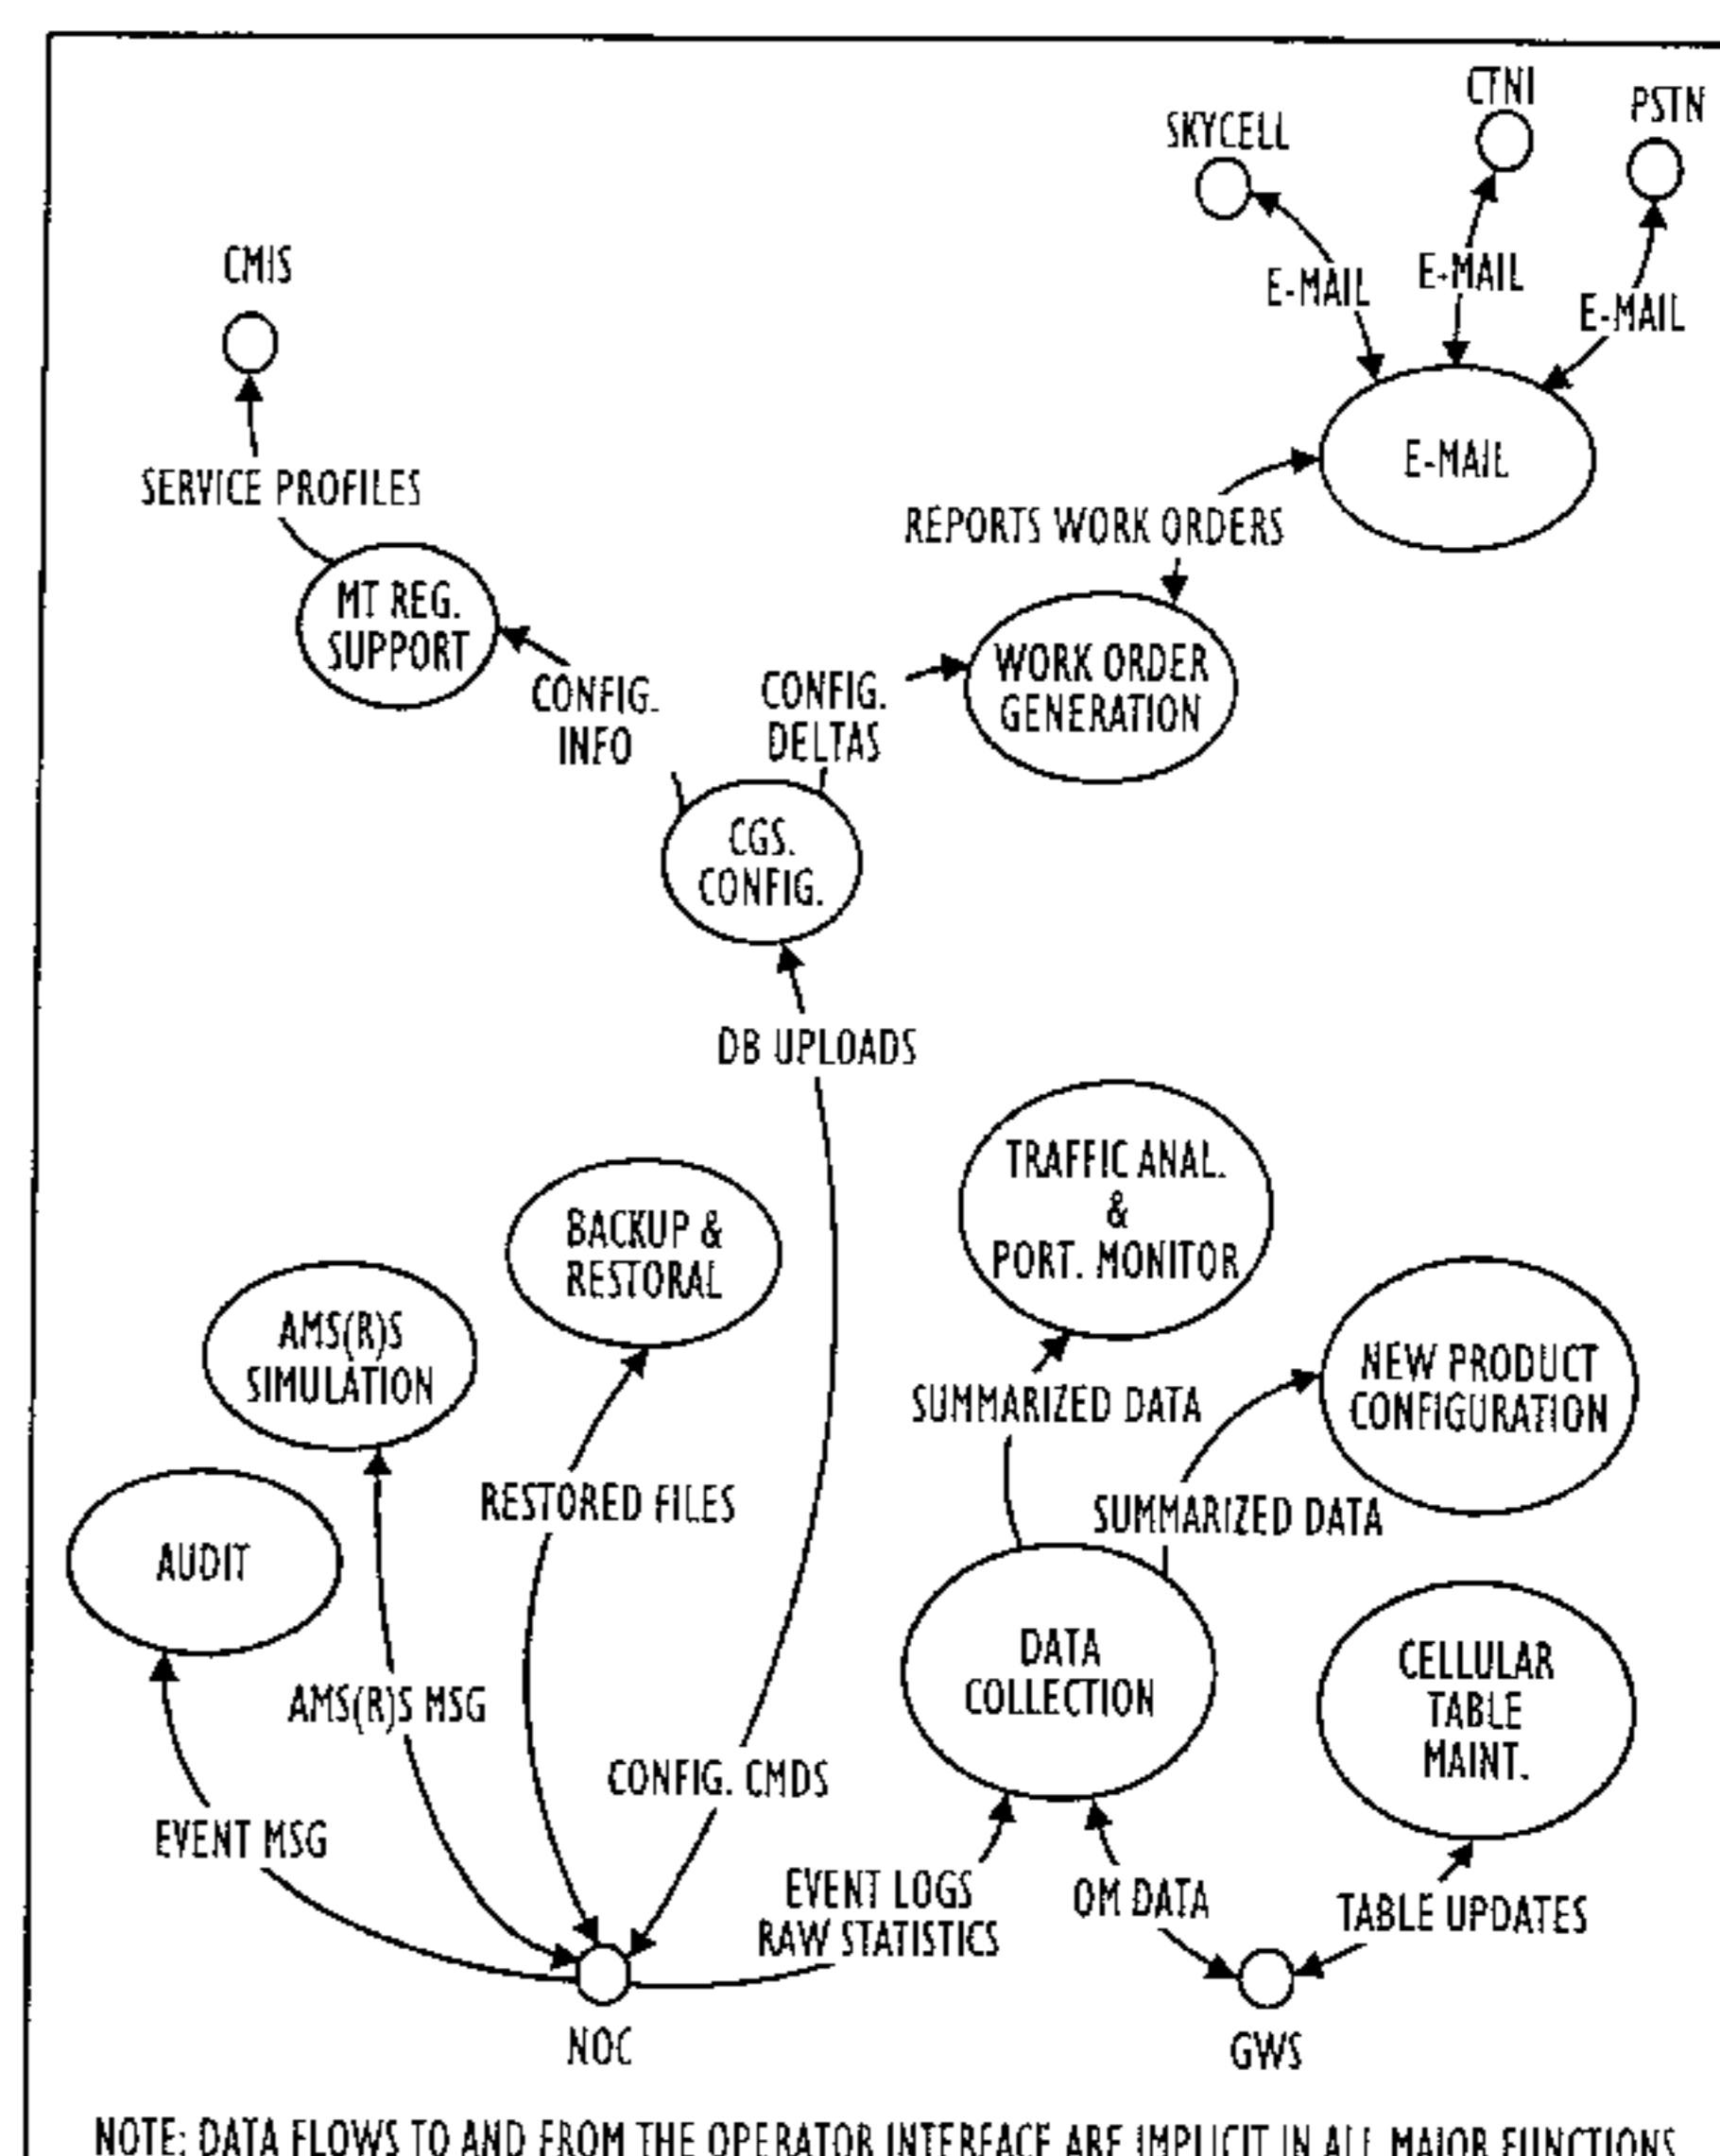 CTNI
PSTN
SKYCELL
CMIS
E-MAIL
E-MAIL
E-MAIL
E-MAIL
SERVICE PROFILES
REPORTS WORK ORDERS
MT REG.
SUPPORT
WORK ORDER
GENERATION
CONFIG.
INFO
CONFIG.
DELTAS
CGS.
CONFIG.
DB UPLOADS
TRAFFIC ANAL.
&
PORT. MONITOR
BACKUP &
RESTORAL
AMS(R)S
SIMULATION
NEW PRODUCT
CONFIGURATION
SUMMARIZED DATA
RESTORED FILES
SUMMARIZED DATA
AUDIT
DATA
COLLECTION
CELLULAR
TABLE
MAINT.
AMS(R)S MSG
CONFIG. CMDS
EVENT MSG
EVENT LOGS
RAW STATISTICS
OM DATA
TABLE UPDATES
NOC
GWS
NOTE: DATA FLOWS TO AND FROM THE OPERATOR INTERFACE ARE IMPLICIT IN ALL MAJOR FUNCTIONS